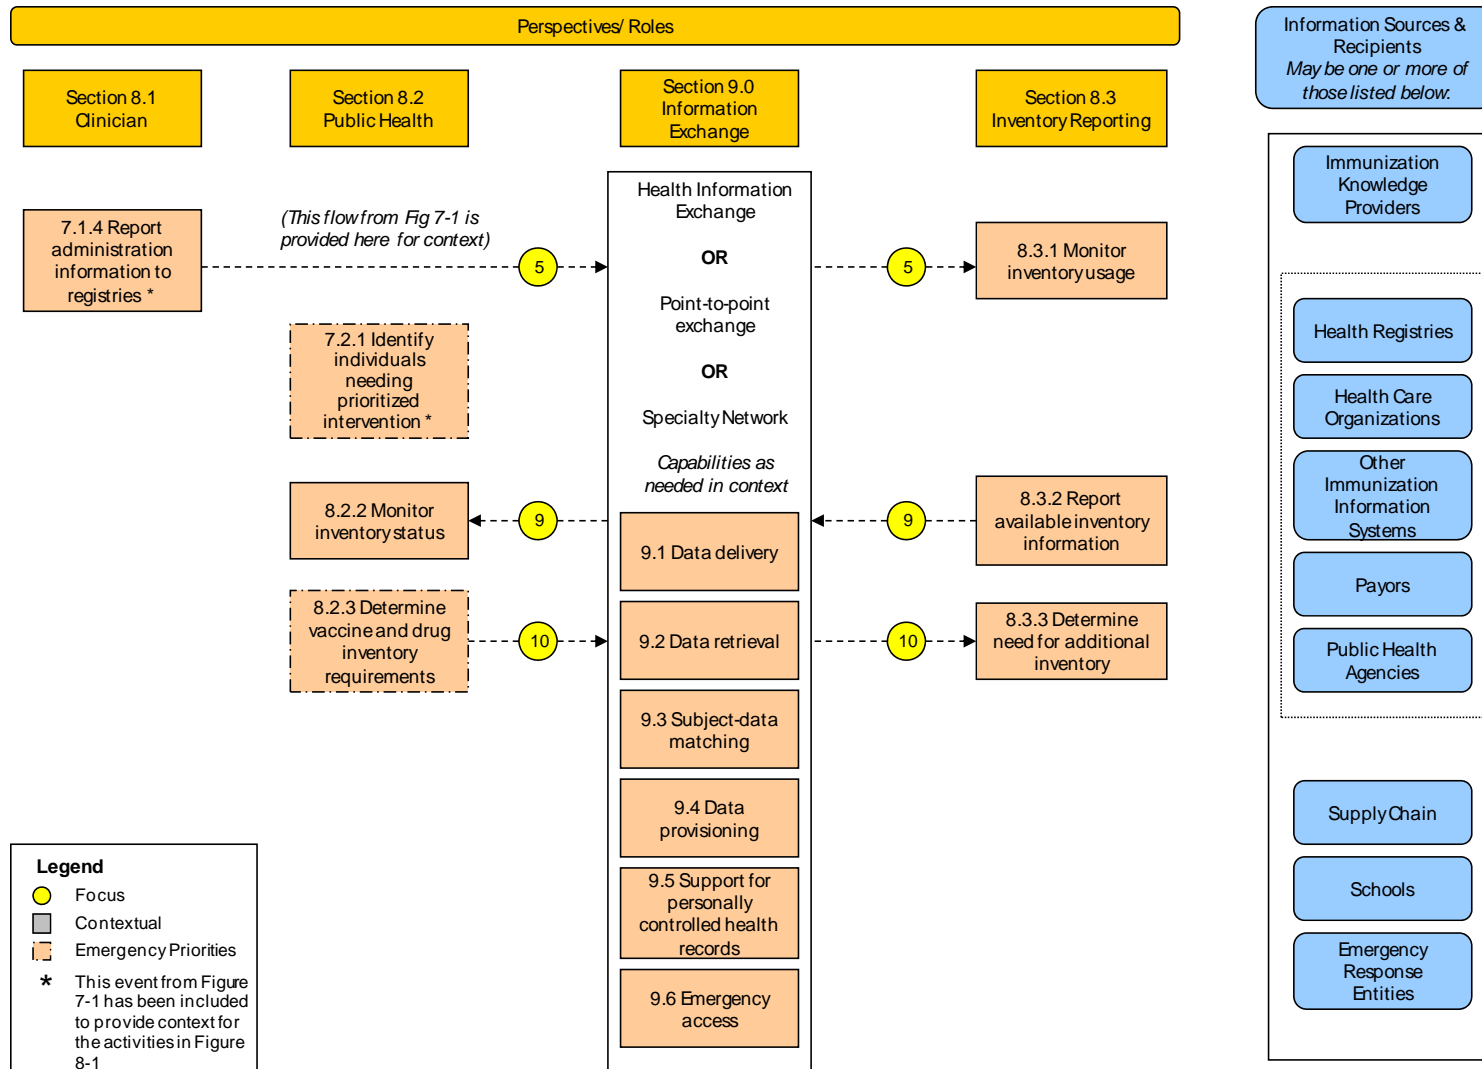 Perspectives/ Roles
Information Sources &
Recipients
May be one or more of
those listed below:
Section 8.1
Clinician
Section 8.2
Public Health
Section 9.0
Information
Exchange
Section 8.3
Inventory Reporting
7.1.4 Report
administration
information to
registries *
(This flow from Fig 7-1 is
provided here for context)
5
Health Information
Exchange
OR
Point-to-point
exchange
OR
Specialty Network
Capabilities as
needed in context
5
8.3.1 Monitor
inventory usage
7.2.1 Identify
individuals
needing
prioritized
intervention *
8.2.2 Monitor
inventory status
9
9
8.3.2 Report
available inventory
information
8.2.3 Determine
vaccine and drug
inventory
requirements
10
10
8.3.3 Determine
need for additional
inventory
9.1 Data delivery
9.2 Data retrieval
9.3 Subject-data
matching
9.4 Data
provisioning
9.5 Support for
personally
controlled health
records
9.6 Emergency
access
Immunization
Knowledge
Providers
Health Registries
Health Care
Organizations
Other
Immunization
Information
Systems
Payors
Public Health
Agencies
Supply Chain
Schools
Emergency
Response
Entities
Legend
Focus
Contextual
Emergency Priorities
* This event from Figure
7-1 has been included
to provide context for
the activities in Figure
8-1